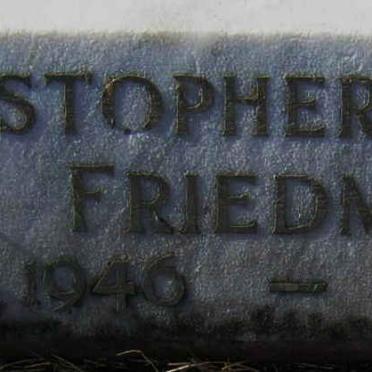 STOPHER
FRIEDM
1946 –